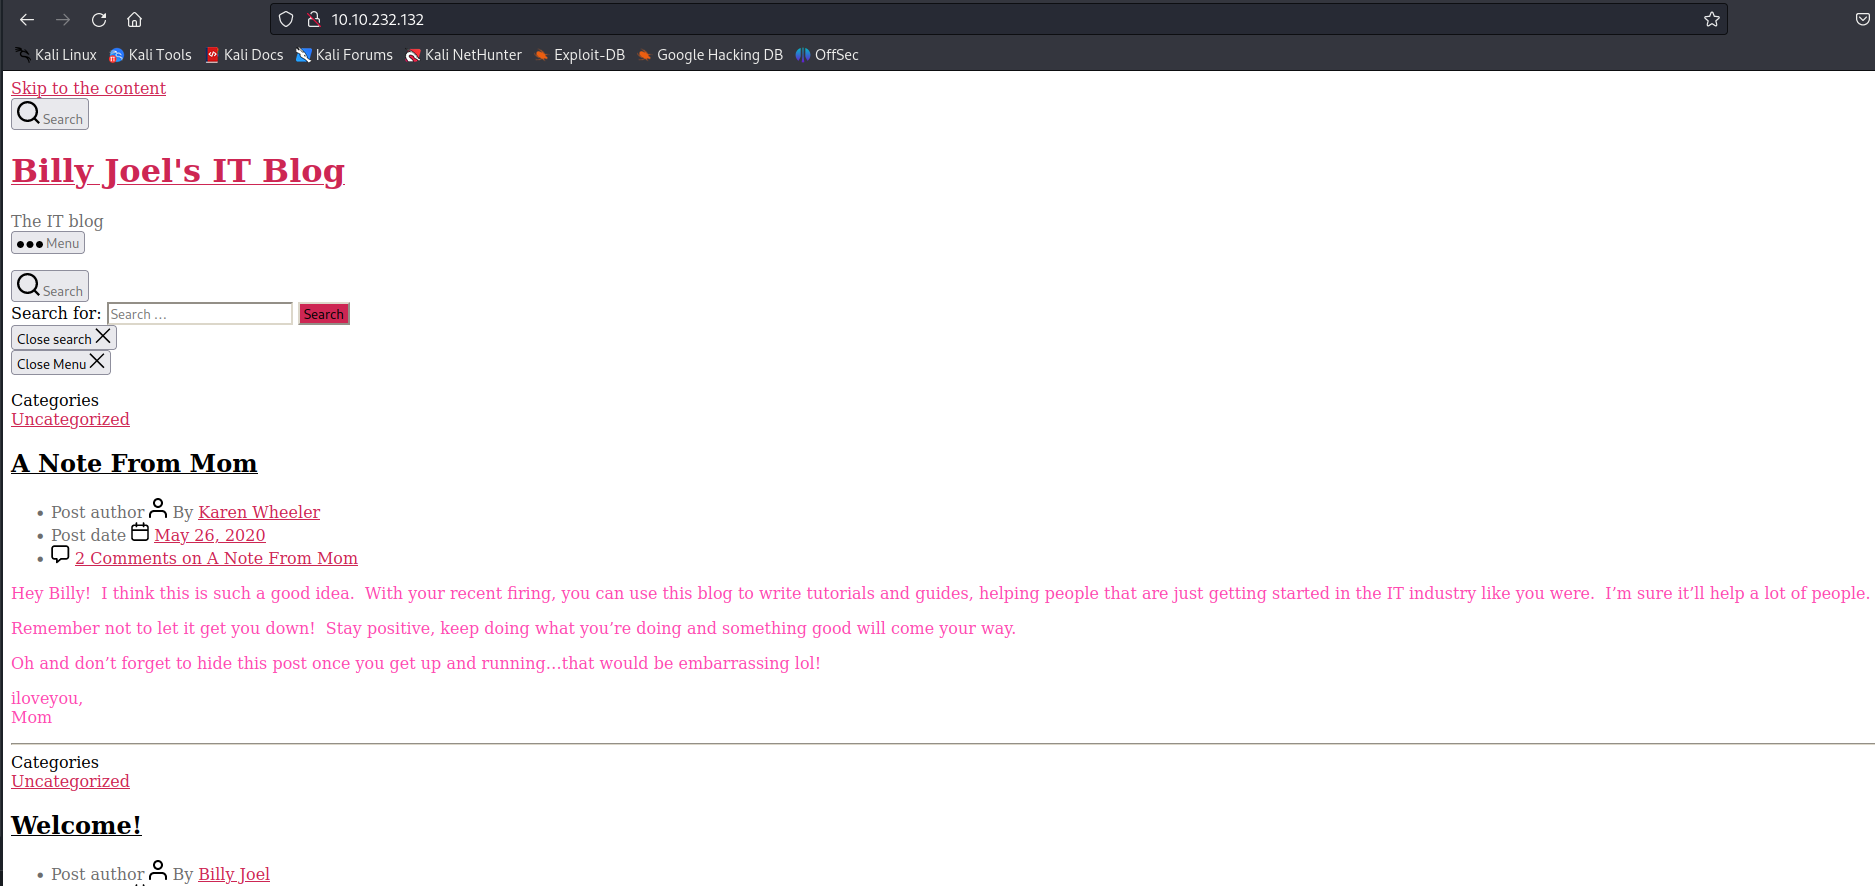 10.10.232.132
Kali Linux Kali Tools Kali Docs Kali Forums Kali NetHunter Exploit-DB Google Hacking DB OffSec
Skip to the content
Search
Billy Joel's IT Blog
The IT blog
Menu
Search
Search for: Search … Search
Close search
Close Menu
Categories
Uncategorized
A Note From Mom
• Post author By Karen Wheeler
• Post date May 26, 2020
• 2 Comments on A Note From Mom
Hey Billy!  I think this is such a good idea.  With your recent firing, you can use this blog to write tutorials and guides, helping people that are just getting started in the IT industry like you were.  I’m sure it’ll help a lot of people.
Remember not to let it get you down!  Stay positive, keep doing what you’re doing and something good will come your way.
Oh and don’t forget to hide this post once you get up and running…that would be embarrassing lol!
iloveyou,
Mom
Categories
Uncategorized
Welcome!
• Post author By Billy Joel